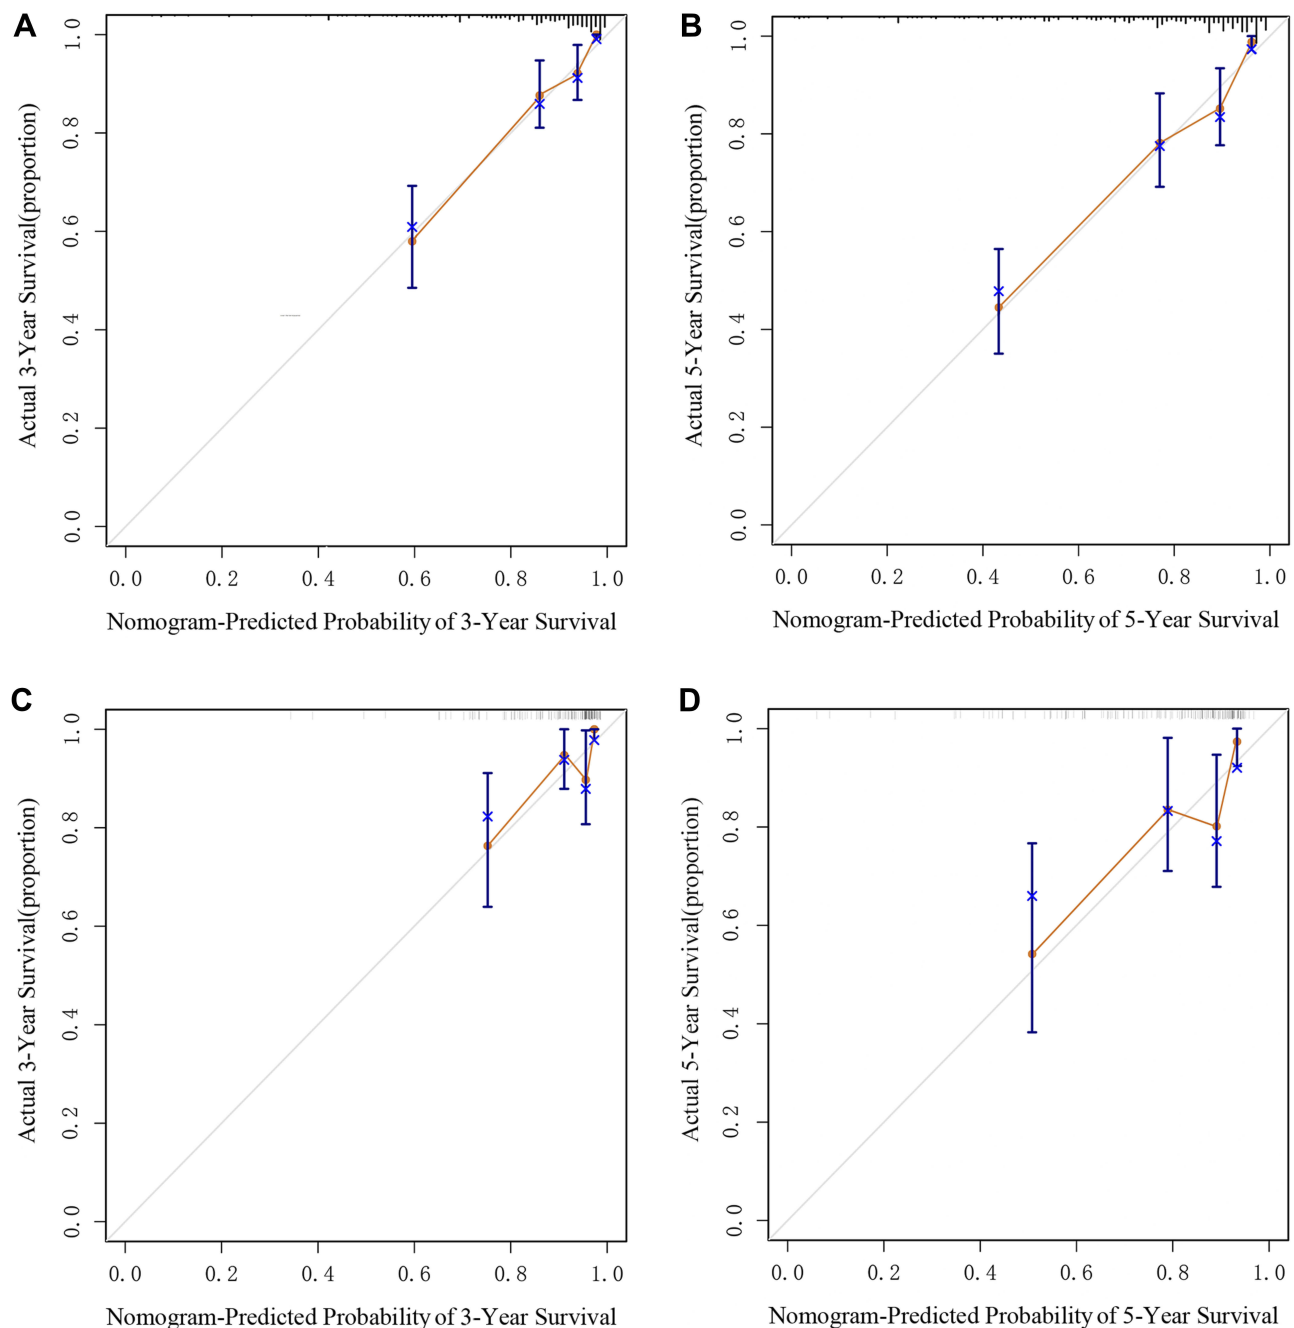 A
Actual 3-Year Survival(proportion)
1.0
0.8
0.6
0.4
0.2
0.0
0.0 0.2 0.4 0.6 0.8 1.0
Nomogram-Predicted Probability of 3-Year Survival
B
Actual 5-Year Survival(proportion)
1.0
0.8
0.6
0.4
0.2
0.0
0.0 0.2 0.4 0.6 0.8 1.0
Nomogram-Predicted Probability of 5-Year Survival
C
Actual 3-Year Survival(proportion)
1.0
0.8
0.6
0.4
0.2
0.0
0.0 0.2 0.4 0.6 0.8 1.0
Nomogram-Predicted Probability of 3-Year Survival
D
Actual 5-Year Survival(proportion)
1.0
0.8
0.6
0.4
0.2
0.0
0.0 0.2 0.4 0.6 0.8 1.0
Nomogram-Predicted Probability of 5-Year Survival